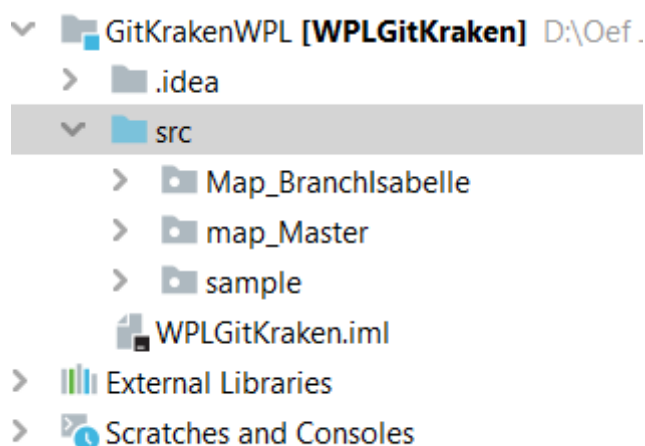 GitKrakenWPL [WPLGitKraken] D:\Oef
.idea
src
Map_BranchIsabelle
map_Master
sample
WPLGitKraken.iml
External Libraries
Scratches and Consoles